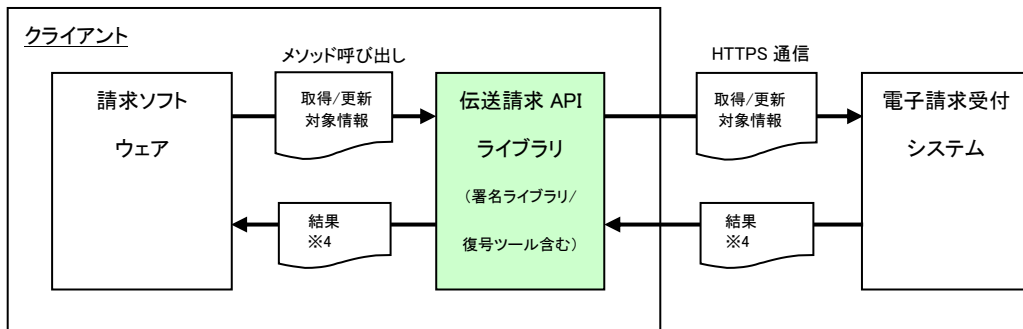 クライアント
メソッド呼び出し
HTTPS 通信
請求ソフト
ウェア
取得/更新
対象情報
伝送請求 API
ライブラリ
(署名ライブラリ/
復号ツール含む)
取得/更新
対象情報
電子請求受付
システム
結果
※4
結果
※4